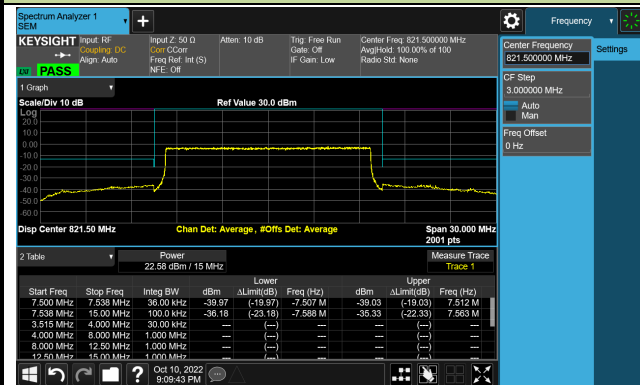 Spectrum Analyzer 1
SEM
Frequency
KEYSIGHT
PASS
Input: RF
Coupling: DC
Align: Auto
Input Z: 50 Ω
Corr CCorr
Freq Ref: Int (S)
NFE: Off
Atten: 10 dB
Trig: Free Run
Gate: Off
IF Gain: Low
Center Freq: 821.500000 MHz
Avg|Hold: 100.00% of 100
Radio Std: None
Center Frequency
821.500000 MHz
Settings
CF Step
3.000000 MHz
Auto
Man
Freq Offset
0 Hz
1 Graph
Scale/Div 10 dB
Ref Value 30.0 dBm
Log
20.0
10.0
0.00
-10.0
-20.0
-30.0
-40.0
-50.0
-60.0
Disp Center 821.50 MHz
Chan Det: Average, #Offs Det: Average
Span 30.000 MHz
2001 pts
2 Table
Power
22.58 dBm / 15 MHz
Measure Trace
Trace 1
Lower Upper
Start Freq Stop Freq Integ BW dBm ΔLimit(dB) Freq (Hz) dBm ΔLimit(dB) Freq (Hz)
7.500 MHz 7.538 MHz 36.00 kHz -39.97 (-19.97) -7.507 M -39.03 (-19.03) 7.512 M
7.538 MHz 15.00 MHz 100.0 kHz -36.18 (-23.18) -7.588 M -35.33 (-22.33) 7.563 M
3.515 MHz 4.000 MHz 30.00 kHz --- (---) --- --- (---) ---
4.000 MHz 8.000 MHz 1.000 MHz --- (---) --- --- (---) ---
8.000 MHz 12.50 MHz 1.000 MHz --- (---) --- --- (---) ---
12.50 MHz 15.00 MHz 1.000 MHz --- (---) --- --- (---) ---
Oct 10, 2022
9:09:43 PM